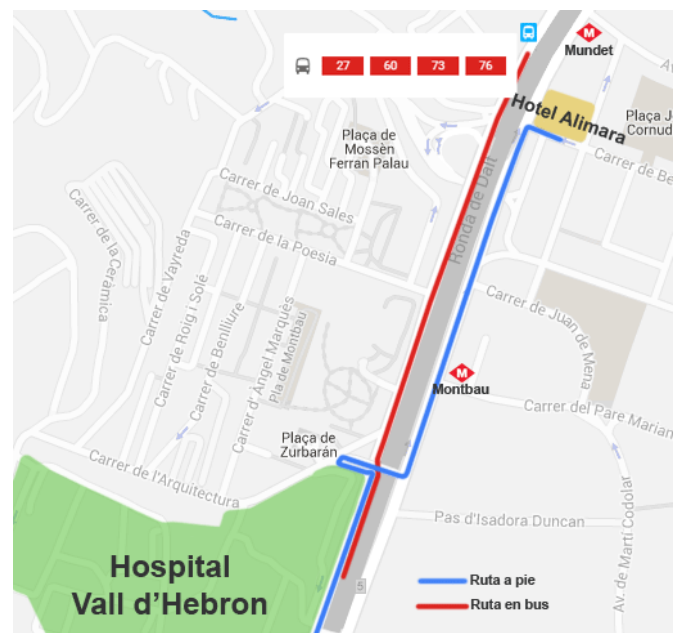 Mundet
27 60 73 76
Hotel Alimara
Plaça J
Cornud
Plaça de
Mossèn
Ferran Palau
Carrer de Be
Carrer de Joan Sales
Ronda de Dalt
Carrer de la Poesia
Carrer de la Ceràmica
Carrer de Vayreda
Carrer de Roig i Solé
Carrer de Benlliure
Carrer d' Àngel Marquès
Pla de Montbau
Carrer de Juan de Mena
Montbau
Carrer del Pare Marian
Plaça de
Zurbarán
Carrer de l'Arquitectura
Pas d'Isadora Duncan
Av. de Martí Codolar
Hospital
Vall d'Hebron
5
Ruta a pie
Ruta en bus